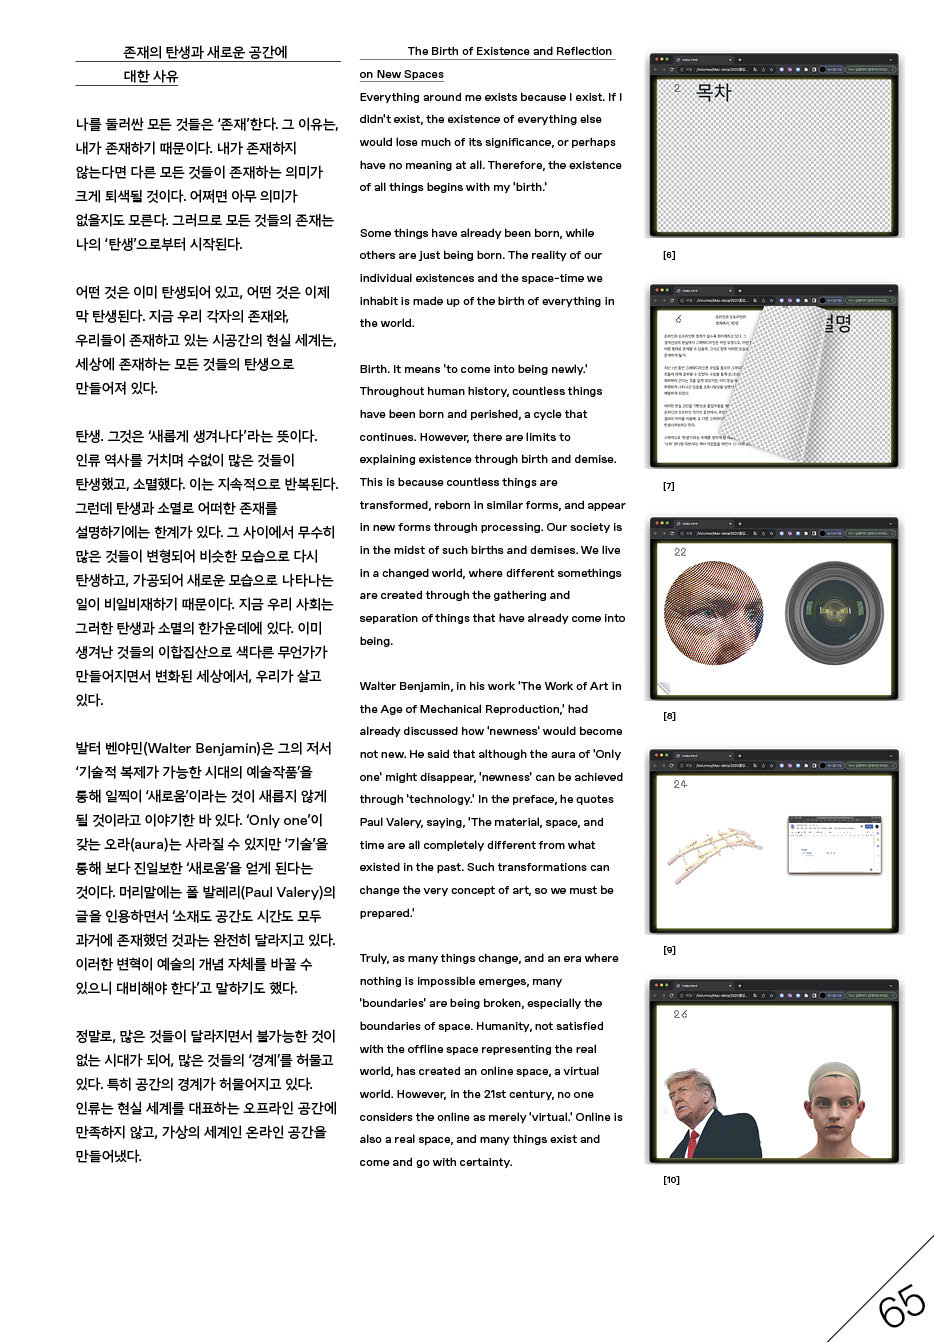 존재의 탄생과 새로운 공간에
대한 사유
나를 둘러싼 모든 것들은 ‘존재’한다. 그 이유는,
내가 존재하기 때문이다. 내가 존재하지
않는다면 다른 모든 것들이 존재하는 의미가
크게 퇴색될 것이다. 어쩌면 아무 의미가
없을지도 모른다. 그러므로 모든 것들의 존재는
나의 ‘탄생’으로부터 시작된다.
어떤 것은 이미 탄생되어 있고, 어떤 것은 이제
막 탄생된다. 지금 우리 각자의 존재와,
우리들이 존재하고 있는 시공간의 현실 세계는,
세상에 존재하는 모든 것들의 탄생으로
만들어져 있다.
탄생. 그것은 ‘새롭게 생겨나다’라는 뜻이다.
인류 역사를 거치며 수없이 많은 것들이
탄생했고, 소멸했다. 이는 지속적으로 반복된다.
그런데 탄생과 소멸로 어떠한 존재를
설명하기에는 한계가 있다. 그 사이에서 무수히
많은 것들이 변형되어 비슷한 모습으로 다시
탄생하고, 가공되어 새로운 모습으로 나타나는
일이 비일비재하기 때문이다. 지금 우리 사회는
그러한 탄생과 소멸의 한가운데에 있다. 이미
생겨난 것들의 이합집산으로 색다른 무언가가
만들어지면서 변화된 세상에서, 우리가 살고
있다.
발터 벤야민(Walter Benjamin)은 그의 저서
‘기술적 복제가 가능한 시대의 예술작품’을
통해 일찍이 ‘새로움’이라는 것이 새롭지 않게
될 것이라고 이야기한 바 있다. ‘Only one’이
갖는 오라(aura)는 사라질 수 있지만 ‘기술’을
통해 보다 진일보한 ‘새로움’을 얻게 된다는
것이다. 머리말에는 폴 발레리(Paul Valery)의
글을 인용하면서 ‘소재도 공간도 시간도 모두
과거에 존재했던 것과는 완전히 달라지고 있다.
이러한 변혁이 예술의 개념 자체를 바꿀 수
있으니 대비해야 한다’고 말하기도 했다.
정말로, 많은 것들이 달라지면서 불가능한 것이
없는 시대가 되어, 많은 것들의 ‘경계’를 허물고
있다. 특히 공간의 경계가 허물어지고 있다.
인류는 현실 세계를 대표하는 오프라인 공간에
만족하지 않고, 가상의 세계인 온라인 공간을
만들어냈다.
The Birth of Existence and Reflection
on New Spaces
Everything around me exists because I exist. If I
didn't exist, the existence of everything else
would lose much of its significance, or perhaps
have no meaning at all. Therefore, the existence
of all things begins with my 'birth.'
Some things have already been born, while
others are just being born. The reality of our
individual existences and the space-time we
inhabit is made up of the birth of everything in
the world.
Birth. It means 'to come into being newly.'
Throughout human history, countless things
have been born and perished, a cycle that
continues. However, there are limits to
explaining existence through birth and demise.
This is because countless things are
transformed, reborn in similar forms, and appear
in new forms through processing. Our society is
in the midst of such births and demises. We live
in a changed world, where different somethings
are created through the gathering and
separation of things that have already come into
being.
Walter Benjamin, in his work 'The Work of Art in
the Age of Mechanical Reproduction,' had
already discussed how 'newness' would become
not new. He said that although the aura of 'Only
one' might disappear, 'newness' can be achieved
through 'technology.' In the preface, he quotes
Paul Valery, saying, 'The material, space, and
time are all completely different from what
existed in the past. Such transformations can
change the very concept of art, so we must be
prepared.'
Truly, as many things change, and an era where
nothing is impossible emerges, many
'boundaries' are being broken, especially the
boundaries of space. Humanity, not satisfied
with the offline space representing the real
world, has created an online space, a virtual
world. However, in the 21st century, no one
considers the online as merely 'virtual.' Online is
also a real space, and many things exist and
come and go with certainty.
2 목차
[6]
6
[7]
22
[8]
24
[9]
26
[10]
65